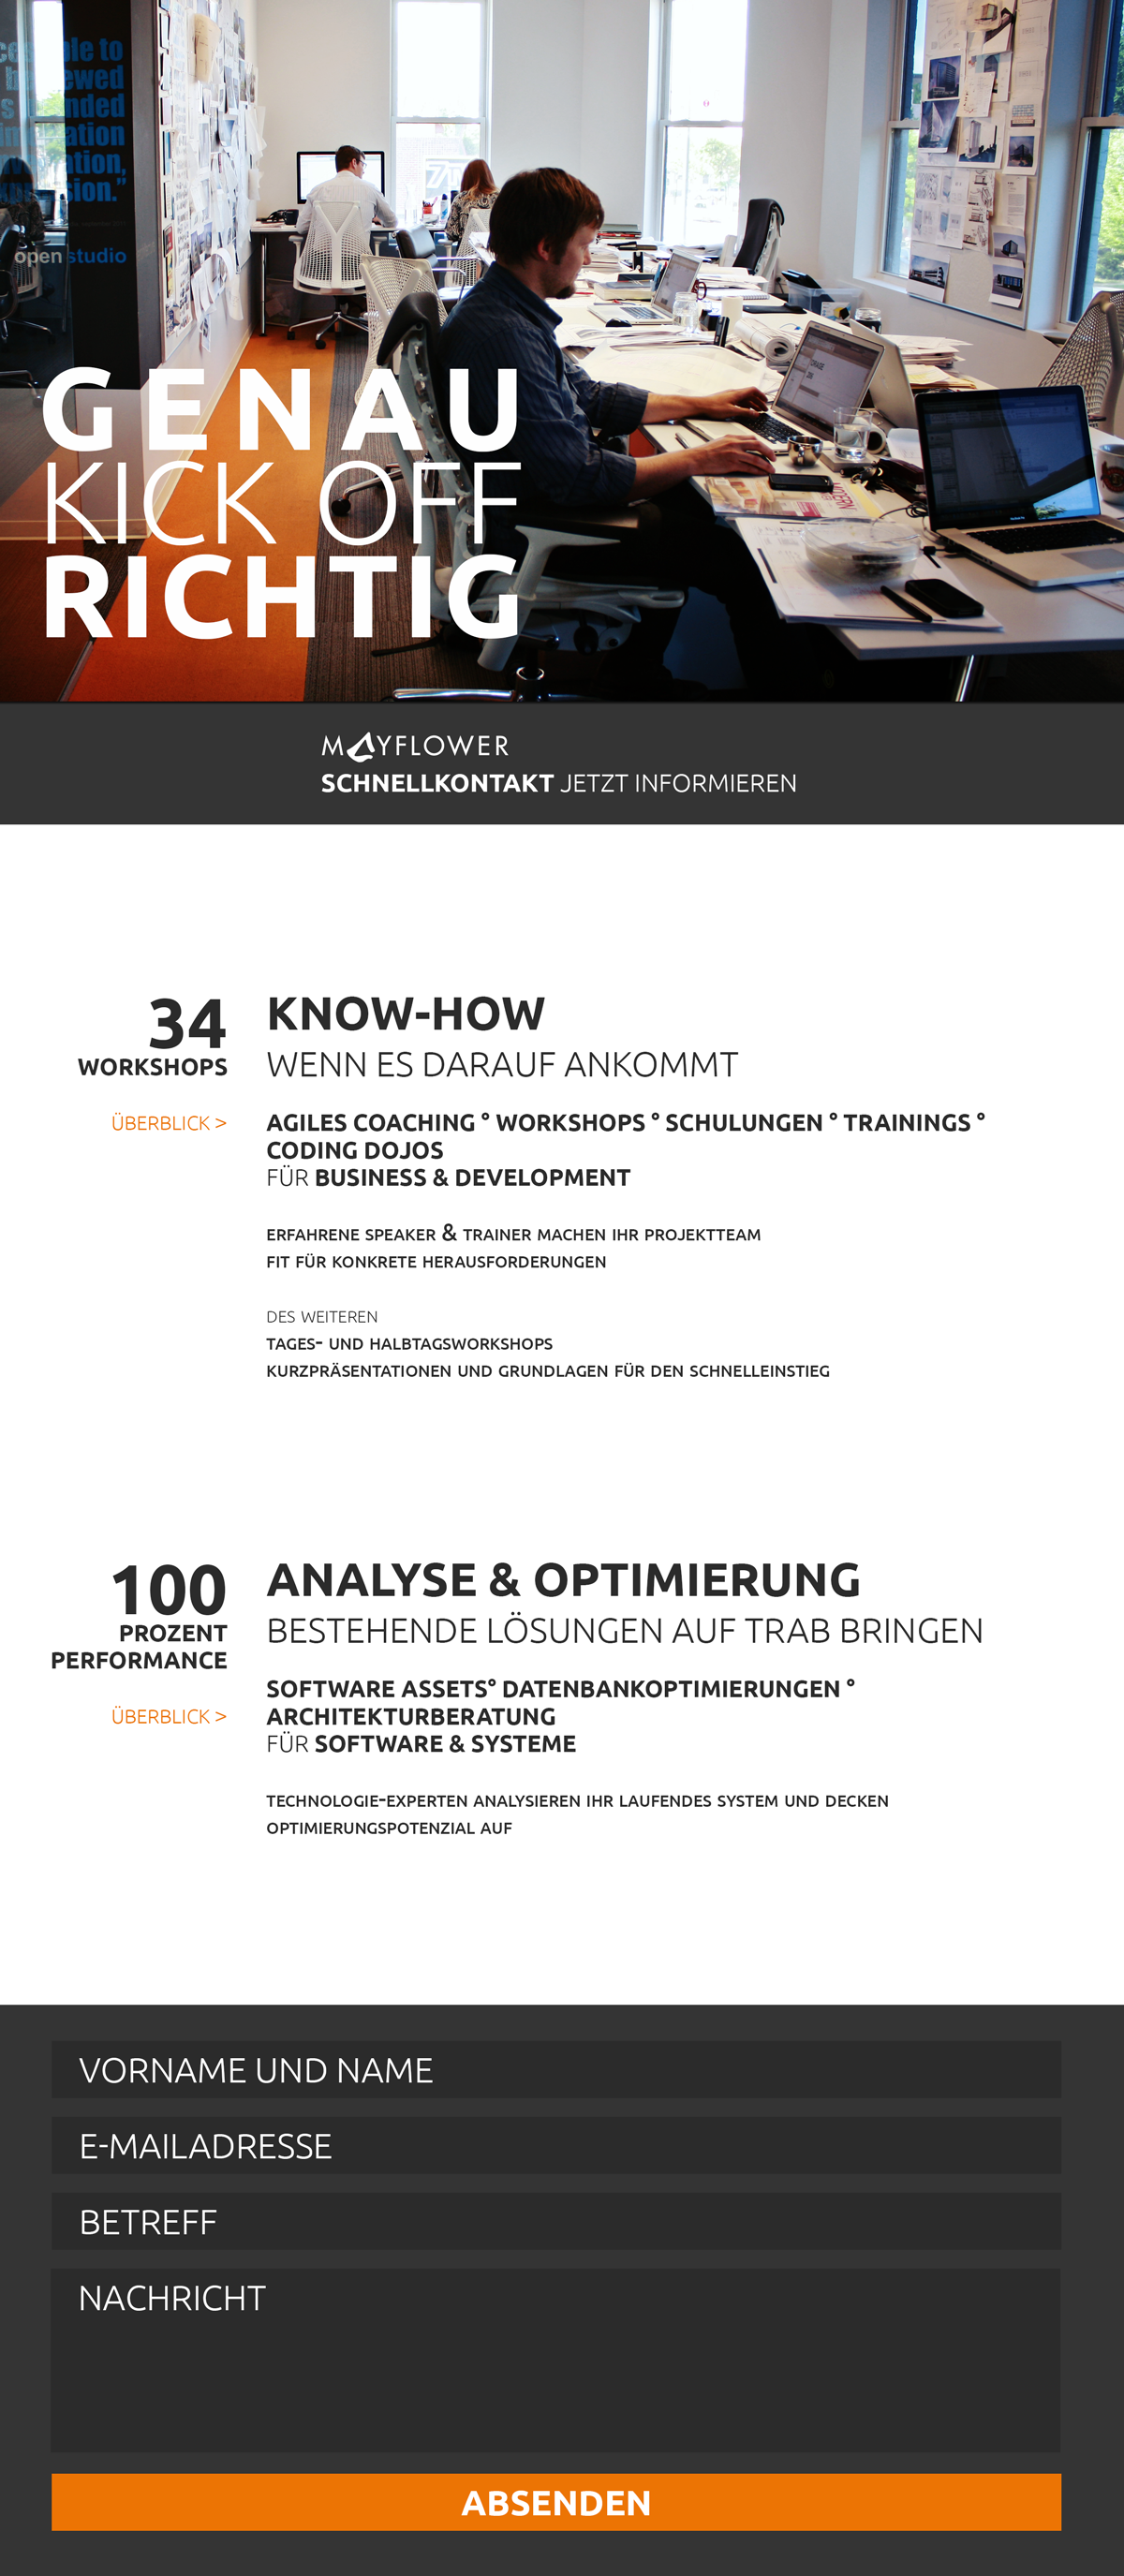 open studio
GENAU
KICK OFF
RICHTIG
MAYFLOWER
SCHNELLKONTAKT JETZT INFORMIEREN
34
WORKSHOPS
ÜBERBLICK >
KNOW-HOW
WENN ES DARAUF ANKOMMT
AGILES COACHING ° WORKSHOPS ° SCHULUNGEN ° TRAININGS °
CODING DOJOS
FÜR BUSINESS & DEVELOPMENT
ERFAHRENE SPEAKER & TRAINER MACHEN IHR PROJEKTTEAM
FIT FÜR KONKRETE HERAUSFORDERUNGEN
DES WEITEREN
TAGES- UND HALBTAGSWORKSHOPS
KURZPRÄSENTATIONEN UND GRUNDLAGEN FÜR DEN SCHNELLEINSTIEG
100
PROZENT
PERFORMANCE
ÜBERBLICK >
ANALYSE & OPTIMIERUNG
BESTEHENDE LÖSUNGEN AUF TRAB BRINGEN
SOFTWARE ASSETS° DATENBANKOPTIMIERUNGEN °
ARCHITEKTURBERATUNG
FÜR SOFTWARE & SYSTEME
TECHNOLOGIE-EXPERTEN ANALYSIEREN IHR LAUFENDES SYSTEM UND DECKEN
OPTIMIERUNGSPOTENZIAL AUF
VORNAME UND NAME
E-MAILADRESSE
BETREFF
NACHRICHT
ABSENDEN